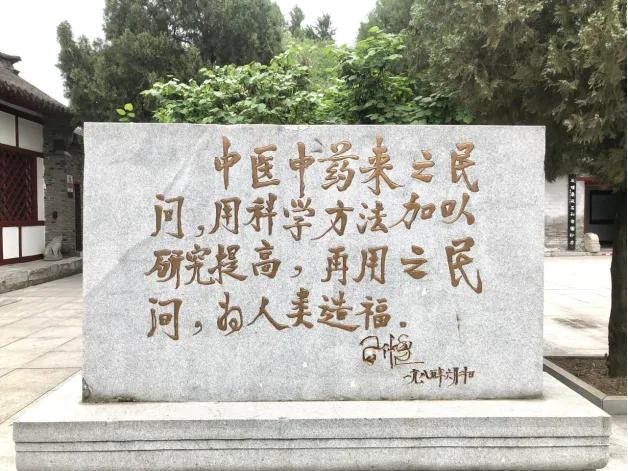 中医中药来之民
间，用科学方法加以
研究提高，再用之民
间，为人类造福。